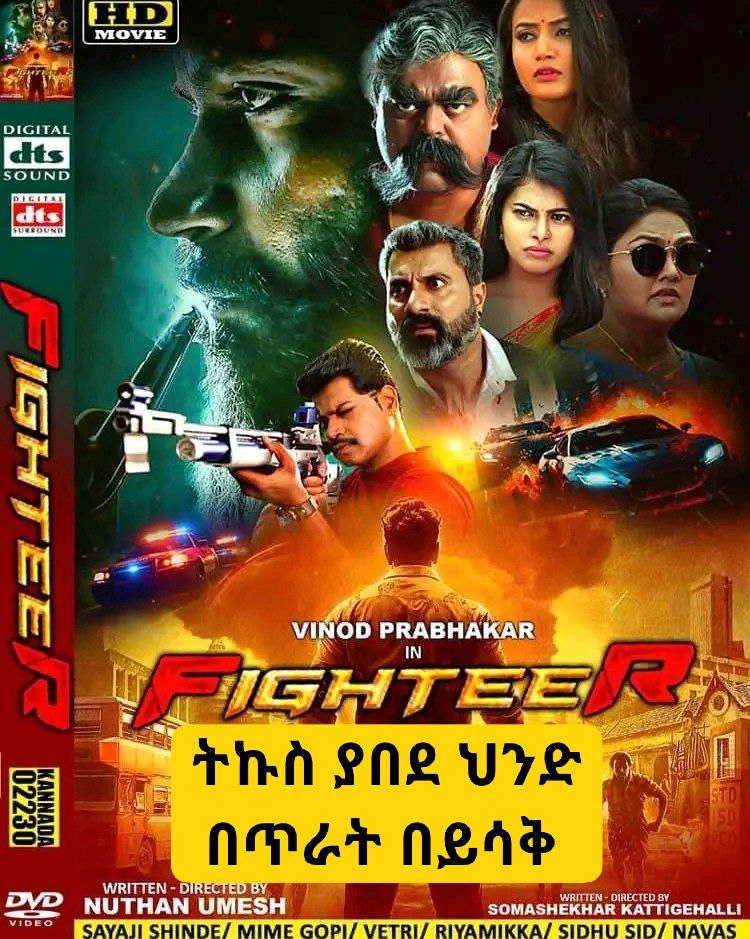 HD
MOVIE
DIGITAL
dts
SOUND
DIGITAL
dts
SURROUND
FIGHTEER
KANNADA
02230
DVD
VIDEO
VINOD PRABHAKAR
IN
FIGHTEER
ትኩስ ያበደ ህንድ
በጥራት በይሳቅ
STD
WRITTEN - DIRECTED BY
NUTHAN UMESH
WRITTEN - DIRECTED BY
SOMASHEKHAR KATTIGEHALLI
SAYAJI SHINDE/ MIME GOPI/ VETRI/ RIYAMIKKA/ SIDHU SID/ NAVAS